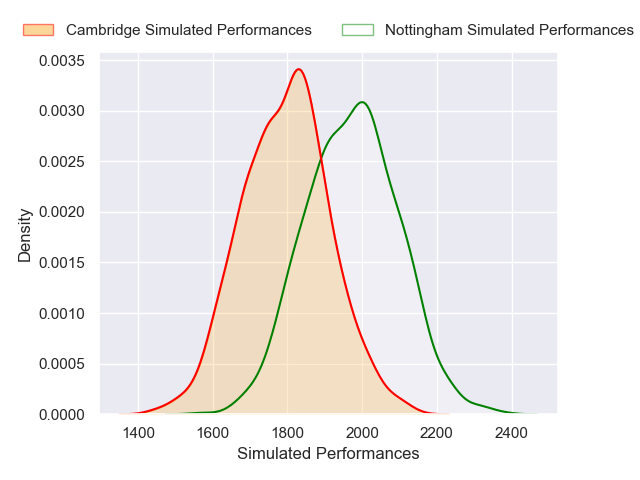 Cambridge Simulated Performances Nottingham Simulated Performances
0.0035
0.0030
0.0025
0.0020
0.0015
0.0010
0.0005
0.0000
Density
1400 1600 1800 2000 2200 2400
Simulated Performances